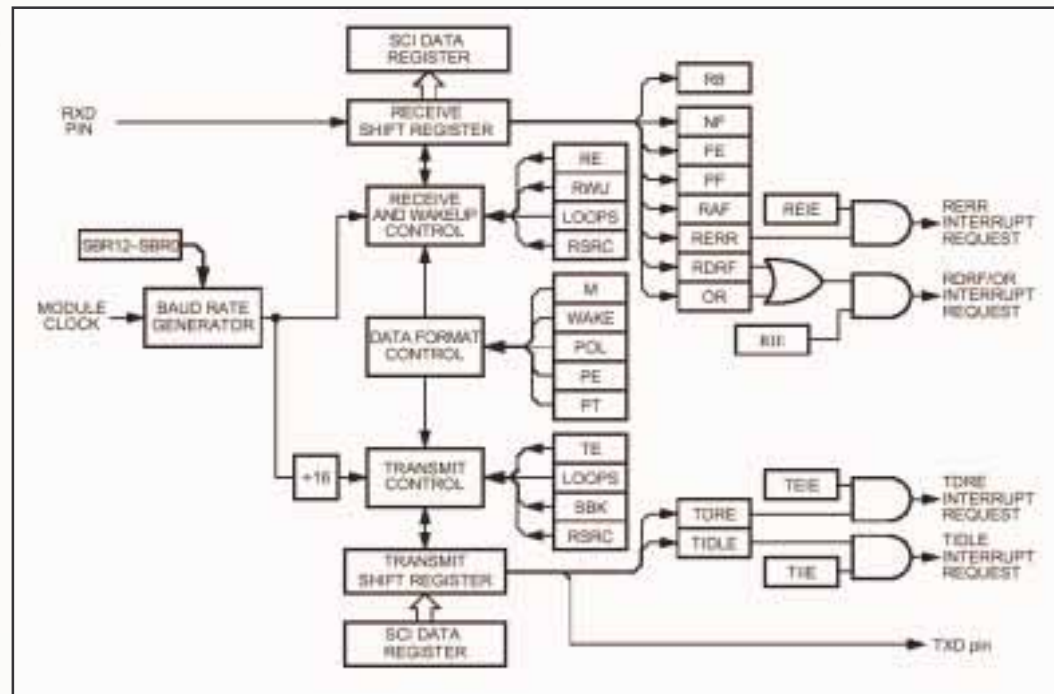 SCI DATA
REGISTER
RXD
PIN
RECEIVE
SHIFT REGISTER
R8
NF
FE
PF
RAF
RERR
RDRF
OR
RE
RWU
LOOPS
RSRC
RECEIVE
AND WAKEUP
CONTROL
REIE
RERR
INTERRUPT
REQUEST
RDRF/OR
INTERRUPT
REQUEST
RIE
SBR12–SBR0
MODULE
CLOCK
BAUD RATE
GENERATOR
DATA FORMAT
CONTROL
M
WAKE
POL
PE
PT
÷16
TRANSMIT
CONTROL
TE
LOOPS
SBK
RSRC
TRANSMIT
SHIFT REGISTER
SCI DATA
REGISTER
TDRE
TIDLE
TEIE
TDRE
INTERRUPT
REQUEST
TIIE
TIDLE
INTERRUPT
REQUEST
TXD pin